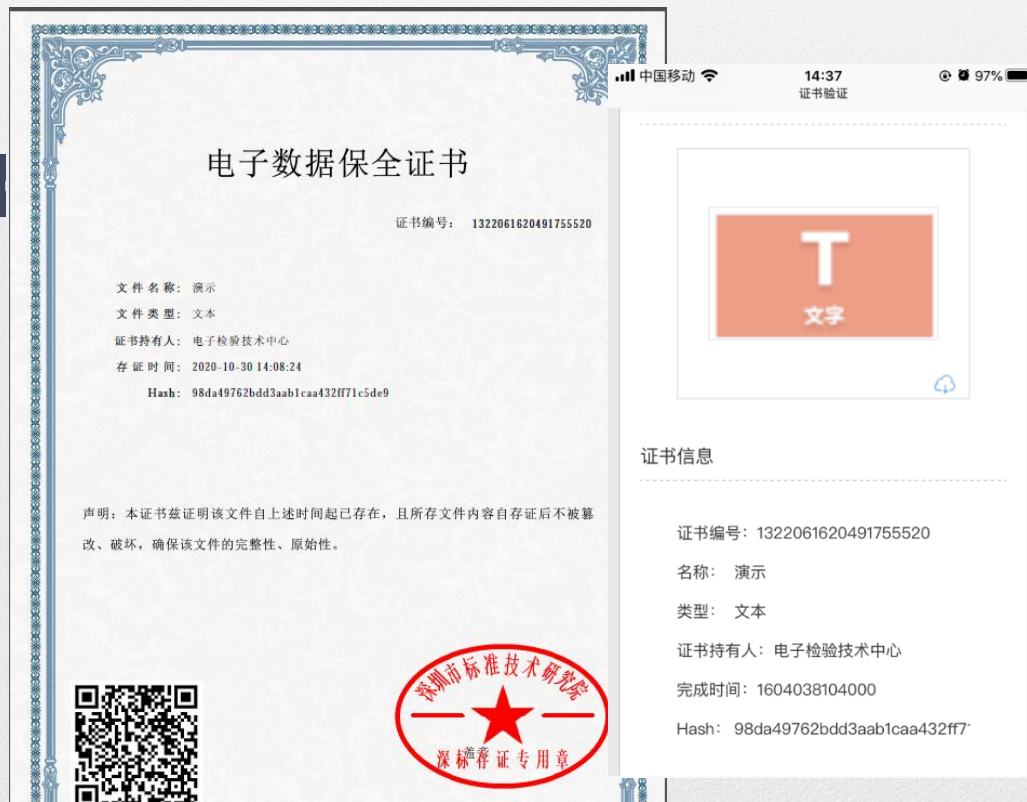 电子数据保全证书
证书编号： 1322061620491755520
文件名称： 演示
文件类型： 文本
证书持有人： 电子检验技术中心
存证时间： 2020-10-30 14:08:24
Hash: 98da49762bdd3aab1caa432ff71c5de9
声明：本证书兹证明该文件自上述时间起已存在，且所存文件内容自存证后不被篡
改、破坏，确保该文件的完整性、原始性。
深圳市标准技术研究院
盖章
深标存证专用章
中国移动 14:37 97%
证书验证
T
文字
证书信息
证书编号：1322061620491755520
名称： 演示
类型： 文本
证书持有人：电子检验技术中心
完成时间：1604038104000
Hash: 98da49762bdd3aab1caa432ff7